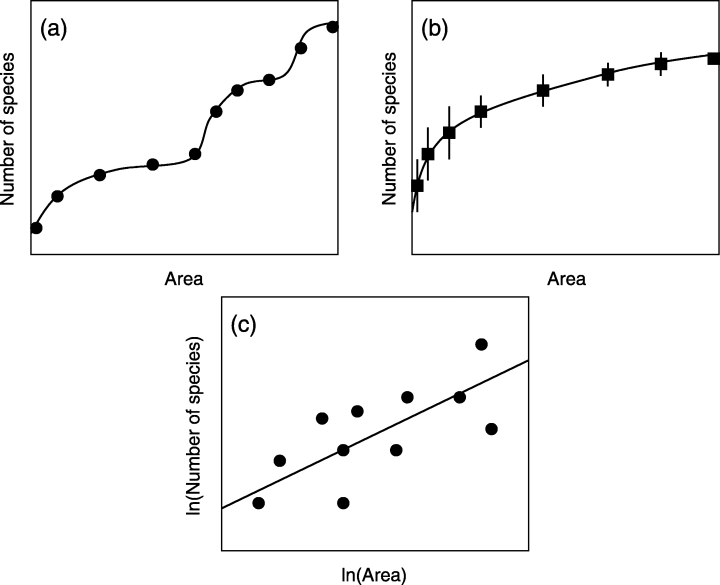 (a)
Number of species
Area
(b)
Number of species
Area
(c)
ln(Number of species)
ln(Area)